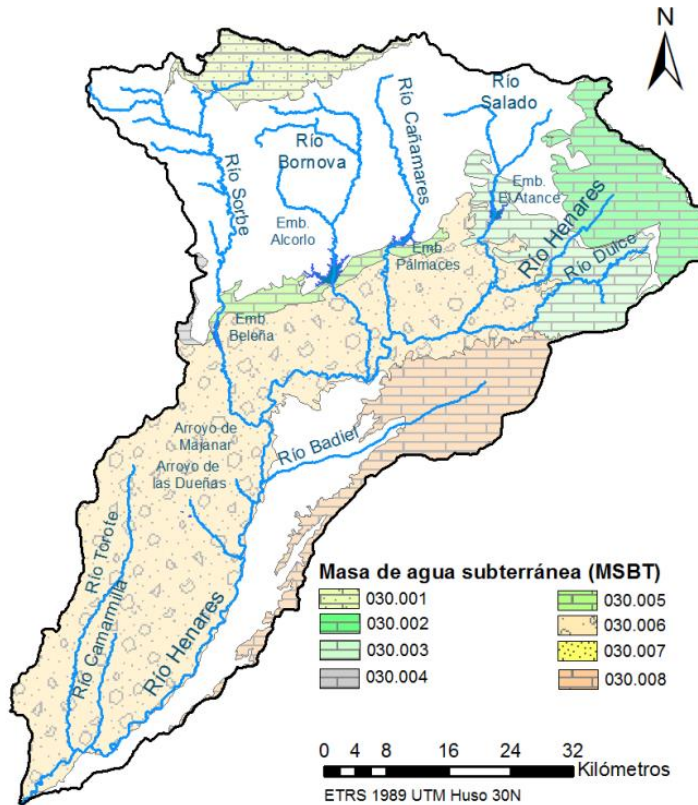 N
Río
Salado
Río Cañamares
Río
Bornova
Río Sorbe
Emb.
El Atance
Río Henares
Emb.
Alcorlo
Río Dulce
Emb.
Pálmaces
Emb.
Beleña
Arroyo de
Majanar
Río Badiel
Arroyo de
las Dueñas
Río Torote
Río Camarmilla
Río Henares
Masa de agua subterránea (MSBT)
030.001
030.002
030.003
030.004
030.005
030.006
030.007
030.008
0 4 8 16 24 32
Kilómetros
ETRS 1989 UTM Huso 30N